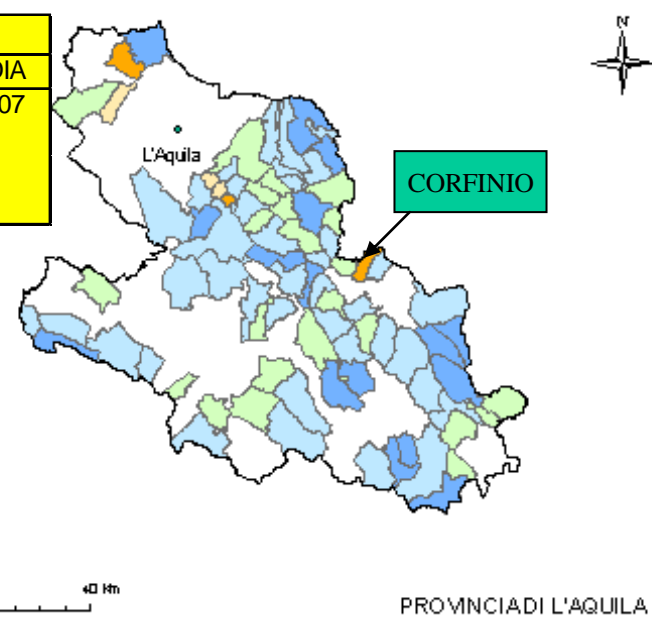 N
DIA
07
L'Aquila
CORFINIO
40 Km
PROVINCIA DI L'AQUILA